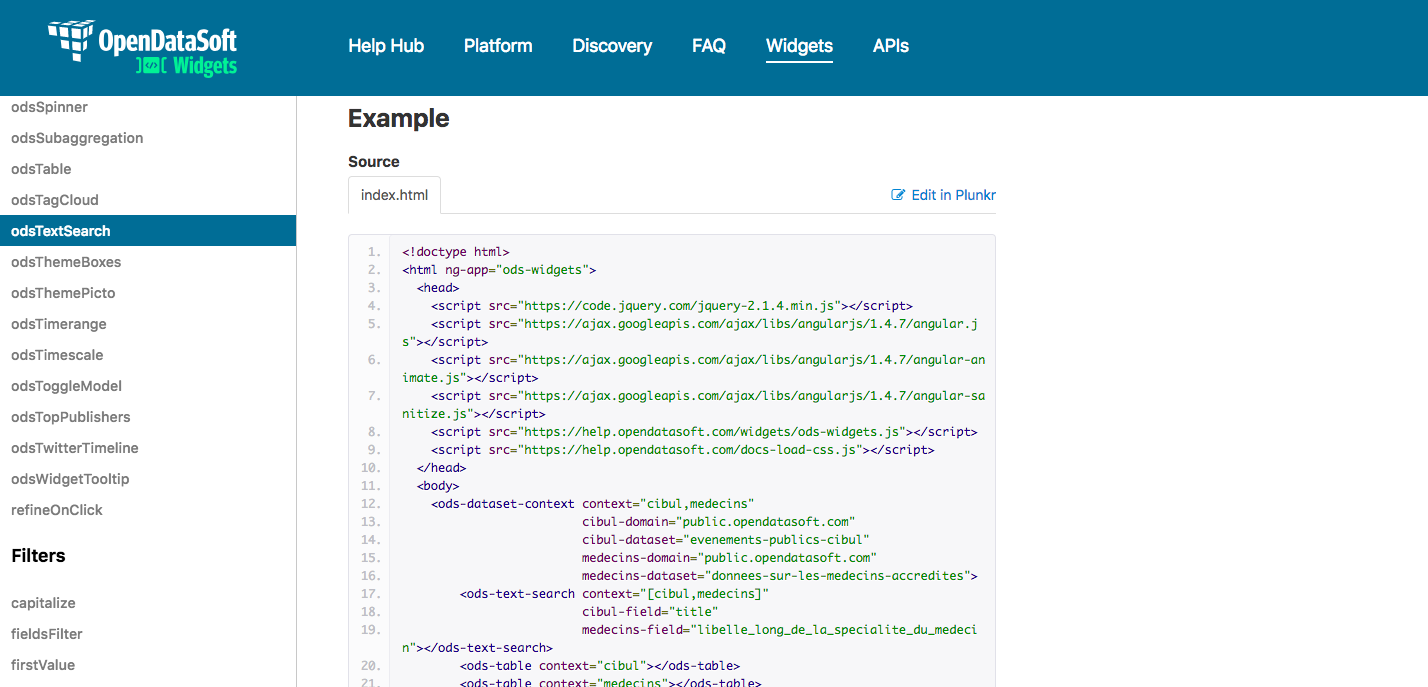 OpenDataSoft
Widgets
Help Hub Platform Discovery FAQ Widgets APIs
odsSpinner
odsSubaggregation
odsTable
odsTagCloud
odsTextSearch
odsThemeBoxes
odsThemePicto
odsTimerange
odsTimescale
odsToggleModel
odsTopPublishers
odsTwitterTimeline
odsWidgetTooltip
refineOnClick
Filters
capitalize
fieldsFilter
firstValue
Example
Source
index.html Edit in Plunkr
1. <!doctype html>
2. <html ng-app="ods-widgets">
3. <head>
4. <script src="https://code.jquery.com/jquery-2.1.4.min.js"></script>
5. <script src="https://ajax.googleapis.com/ajax/libs/angularjs/1.4.7/angular.j
s"></script>
6. <script src="https://ajax.googleapis.com/ajax/libs/angularjs/1.4.7/angular-an
imate.js"></script>
7. <script src="https://ajax.googleapis.com/ajax/libs/angularjs/1.4.7/angular-sa
nitize.js"></script>
8. <script src="https://help.opendatasoft.com/widgets/ods-widgets.js"></script>
9. <script src="https://help.opendatasoft.com/docs-load-css.js"></script>
10. </head>
11. <body>
12. <ods-dataset-context context="cibul,medecins"
13. cibul-domain="public.opendatasoft.com"
14. cibul-dataset="evenements-publics-cibul"
15. medecins-domain="public.opendatasoft.com"
16. medecins-dataset="donnees-sur-les-medecins-accredites">
17. <ods-text-search context="[cibul,medecins]"
18. cibul-field="title"
19. medecins-field="libelle_long_de_la_specialite_du_medeci
n"></ods-text-search>
20. <ods-table context="cibul"></ods-table>
21. <ods-table context="medecins"></ods-table>